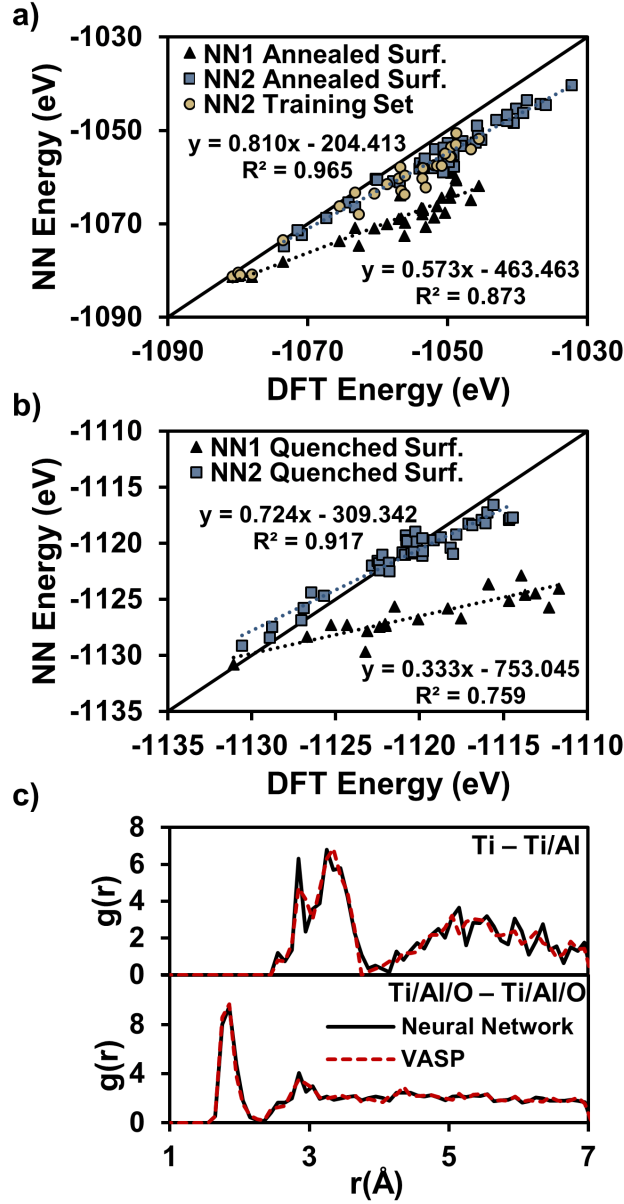 a)
-1030
-1050
-1070
-1090
NN Energy (eV)
NN1 Annealed Surf.
NN2 Annealed Surf.
NN2 Training Set
y = 0.810x - 204.413
R² = 0.965
y = 0.573x - 463.463
R² = 0.873
-1090 -1070 -1050 -1030
DFT Energy (eV)
b)
-1110
-1115
-1120
-1125
-1130
-1135
NN Energy (eV)
NN1 Quenched Surf.
NN2 Quenched Surf.
y = 0.724x - 309.342
R² = 0.917
y = 0.333x - 753.045
R² = 0.759
-1135 -1130 -1125 -1120 -1115 -1110
DFT Energy (eV)
c)
8
6
4
2
0
g(r)
Ti – Ti/Al
8
4
0
g(r)
Ti/Al/O – Ti/Al/O
Neural Network
VASP
1 3 5 7
r(Å)